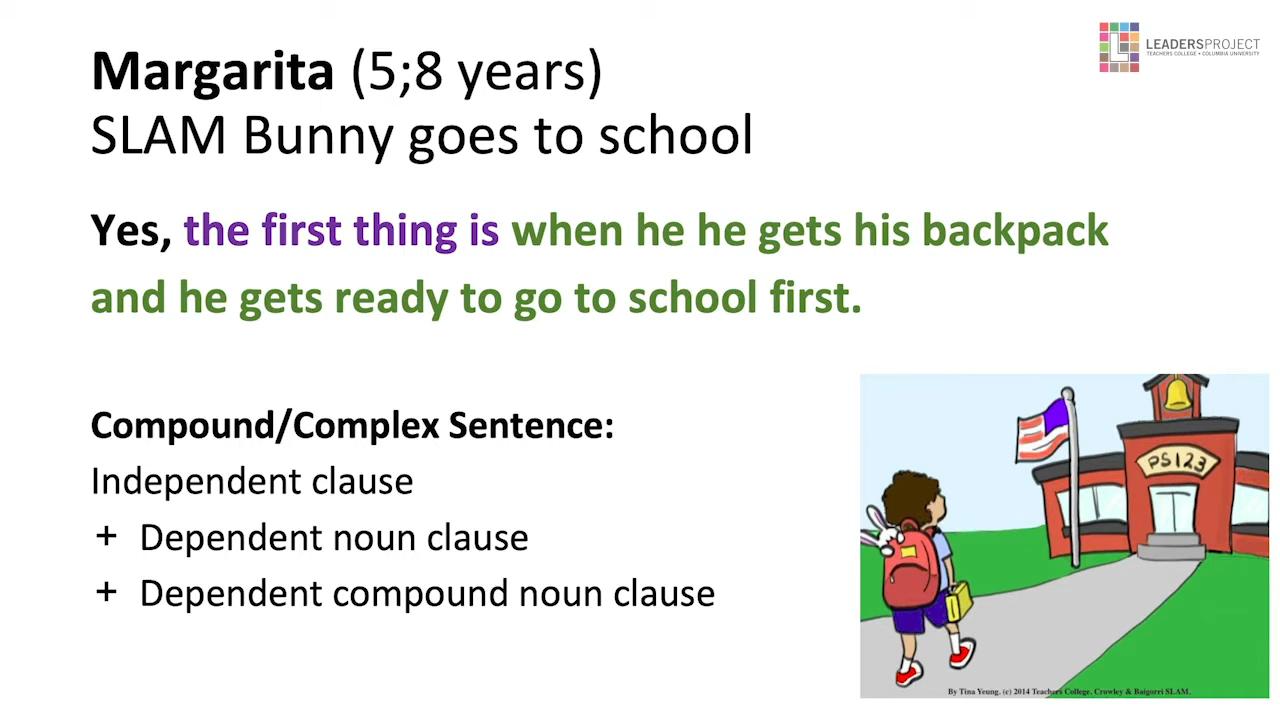 LEADERSPROJECT
TEACHERS COLLEGE • COLUMBIA UNIVERSITY
Margarita (5;8 years)
SLAM Bunny goes to school
Yes, the first thing is when he he gets his backpack
and he gets ready to go to school first.
Compound/Complex Sentence:
Independent clause
+ Dependent noun clause
+ Dependent compound noun clause
PS123
By Tina Yeung, (c) 2014 Teachers College, Crowley & Baigorri SLAM.